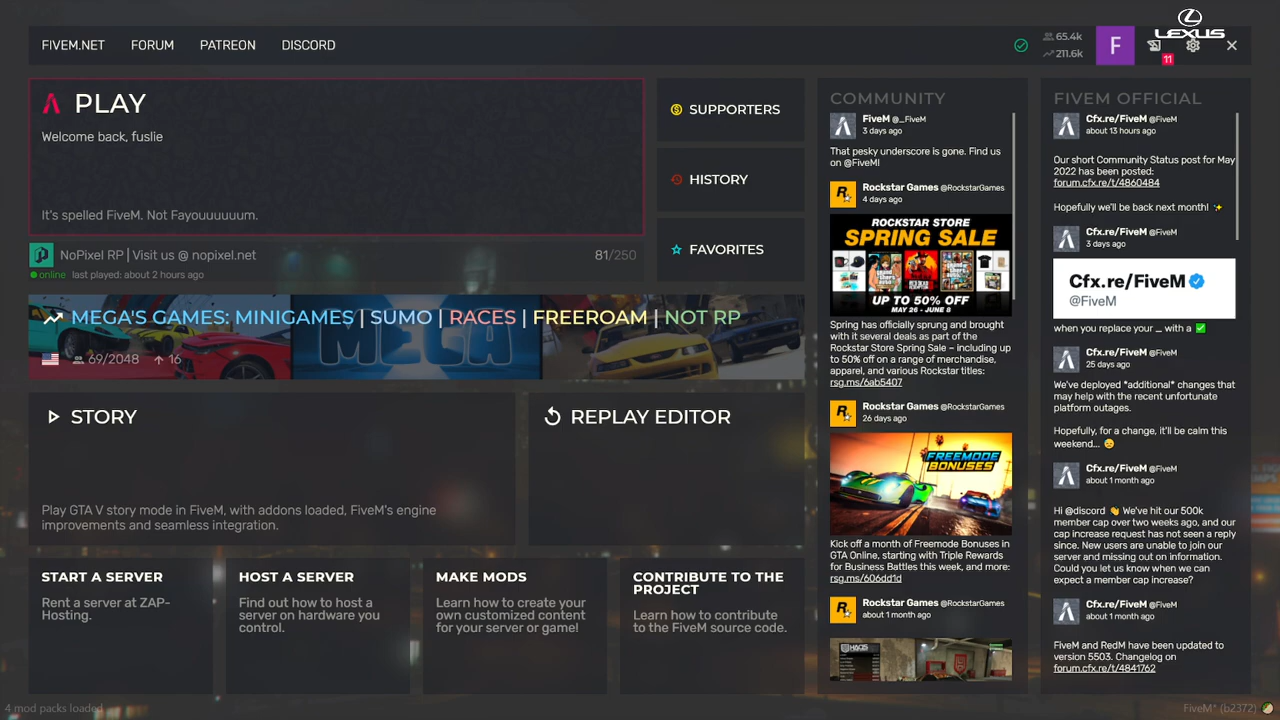 LEXUS
FIVEM.NET FORUM PATREON DISCORD
65.4k
211.6k
F
11
PLAY
Welcome back, fuslie
It's spelled FiveM. Not Fayouuuuuum.
NoPixel RP | Visit us @ nopixel.net 81/250
online last played: about 2 hours ago
SUPPORTERS
HISTORY
FAVORITES
MEGA'S GAMES: MINIGAMES | SUMO | RACES | FREEROAM | NOT RP
MEGA
69/2048 16
STORY
Play GTA V story mode in FiveM, with addons loaded, FiveM's engine
improvements and seamless integration.
REPLAY EDITOR
START A SERVER
Rent a server at ZAP-
Hosting.
HOST A SERVER
Find out how to host a
server on hardware you
control.
MAKE MODS
Learn how to create your
own customized content
for your server or game!
CONTRIBUTE TO THE
PROJECT
Learn how to contribute
to the FiveM source code.
COMMUNITY
FiveM @_FiveM
3 days ago
That pesky underscore is gone. Find us
on @FiveM!
Rockstar Games @RockstarGames
4 days ago
ROCKSTAR STORE
SPRING SALE
UP TO 50% OFF
MAY 26 - JUNE 8
Spring has officially sprung and brought
with it several deals as part of the
Rockstar Store Spring Sale – including up
to 50% off on a range of merchandise,
apparel, and various Rockstar titles:
rsg.ms/6ab5407
Rockstar Games @RockstarGames
26 days ago
FREEMODE
BONUSES
Kick off a month of Freemode Bonuses in
GTA Online, starting with Triple Rewards
for Business Battles this week, and more:
rsg.ms/606dd1d
Rockstar Games @RockstarGames
about 1 month ago
FIVEM OFFICIAL
Cfx.re/FiveM @FiveM
about 13 hours ago
Our short Community Status post for May
2022 has been posted:
forum.cfx.re/t/4860484
Hopefully we'll be back next month! ✨
Cfx.re/FiveM @FiveM
3 days ago
Cfx.re/FiveM
@FiveM
when you replace your _ with a ✅
Cfx.re/FiveM @FiveM
25 days ago
We've deployed *additional* changes that
may help with the recent unfortunate
platform outages.
Hopefully, for a change, it'll be calm this
weekend... 😑
Cfx.re/FiveM @FiveM
about 1 month ago
Hi @discord 👋 We've hit our 500k
member cap over two weeks ago, and our
cap increase request has not seen a reply
since. New users are unable to join our
server and missing out on information.
Could you let us know when we can
expect a member cap increase?
Cfx.re/FiveM @FiveM
about 1 month ago
FiveM and RedM have been updated to
version 5503. Changelog on
forum.cfx.re/t/4841762
4 mod packs loaded
FiveM* (b2372)